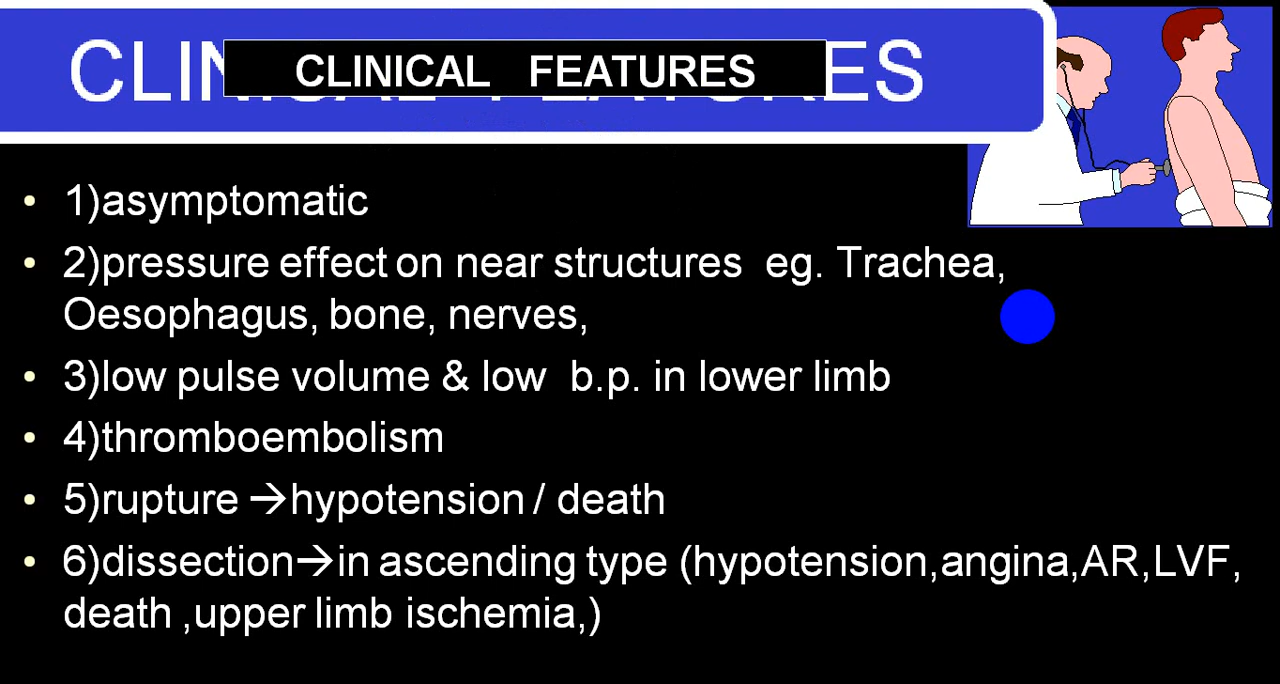 CLINICAL FEATURES
CLINICAL FEATURES
• 1)asymptomatic
• 2)pressure effect on near structures eg. Trachea,
Oesophagus, bone, nerves,
• 3)low pulse volume & low b.p. in lower limb
• 4)thromboembolism
• 5)rupture →hypotension / death
• 6)dissection→in ascending type (hypotension,angina,AR,LVF,
death ,upper limb ischemia,)